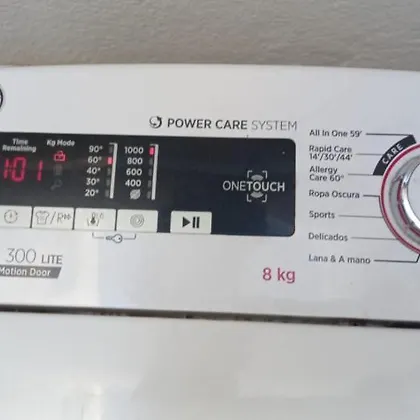 POWER CARE SYSTEM
Time Remaining
Kg Mode
1:01
90°
60°
40°
30°
20°
1000
800
600
400
ONETOUCH
300 LITE
Motion Door
8 kg
All In One 59'
Rapid Care
14'/30'/44'
Allergy
Care 60°
Ropa Oscura
Sports
Delicados
Lana & A mano
CARE